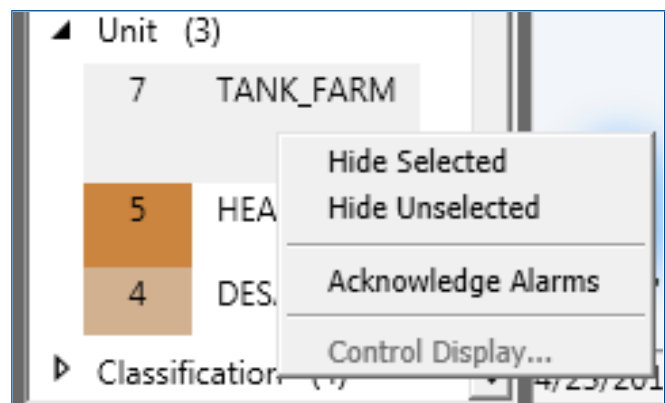 Unit (3)
7 TANK_FARM
Hide Selected
5 HEA
Hide Unselected
4 DES
Acknowledge Alarms
Control Display...
Classification
4/23/201